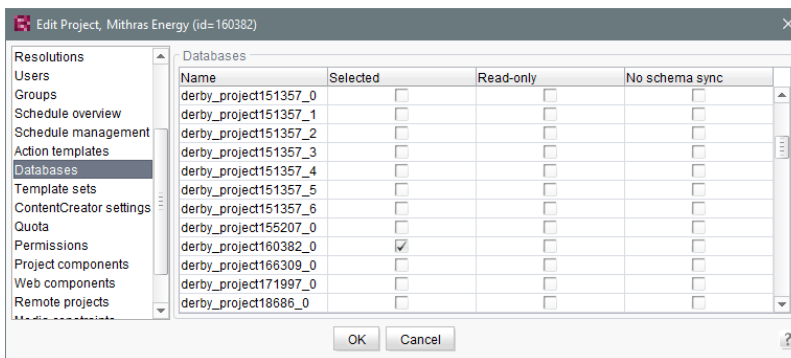 Edit Project, Mithras Energy (id=160382)
Resolutions
Users
Groups
Schedule overview
Schedule management
Action templates
Databases
Template sets
ContentCreator settings
Quota
Permissions
Project components
Web components
Remote projects
Databases
Name Selected Read-only No schema sync
derby_project151357_0
derby_project151357_1
derby_project151357_2
derby_project151357_3
derby_project151357_4
derby_project151357_5
derby_project151357_6
derby_project155207_0
derby_project160382_0
derby_project166309_0
derby_project171997_0
derby_project18686_0
OK Cancel
?